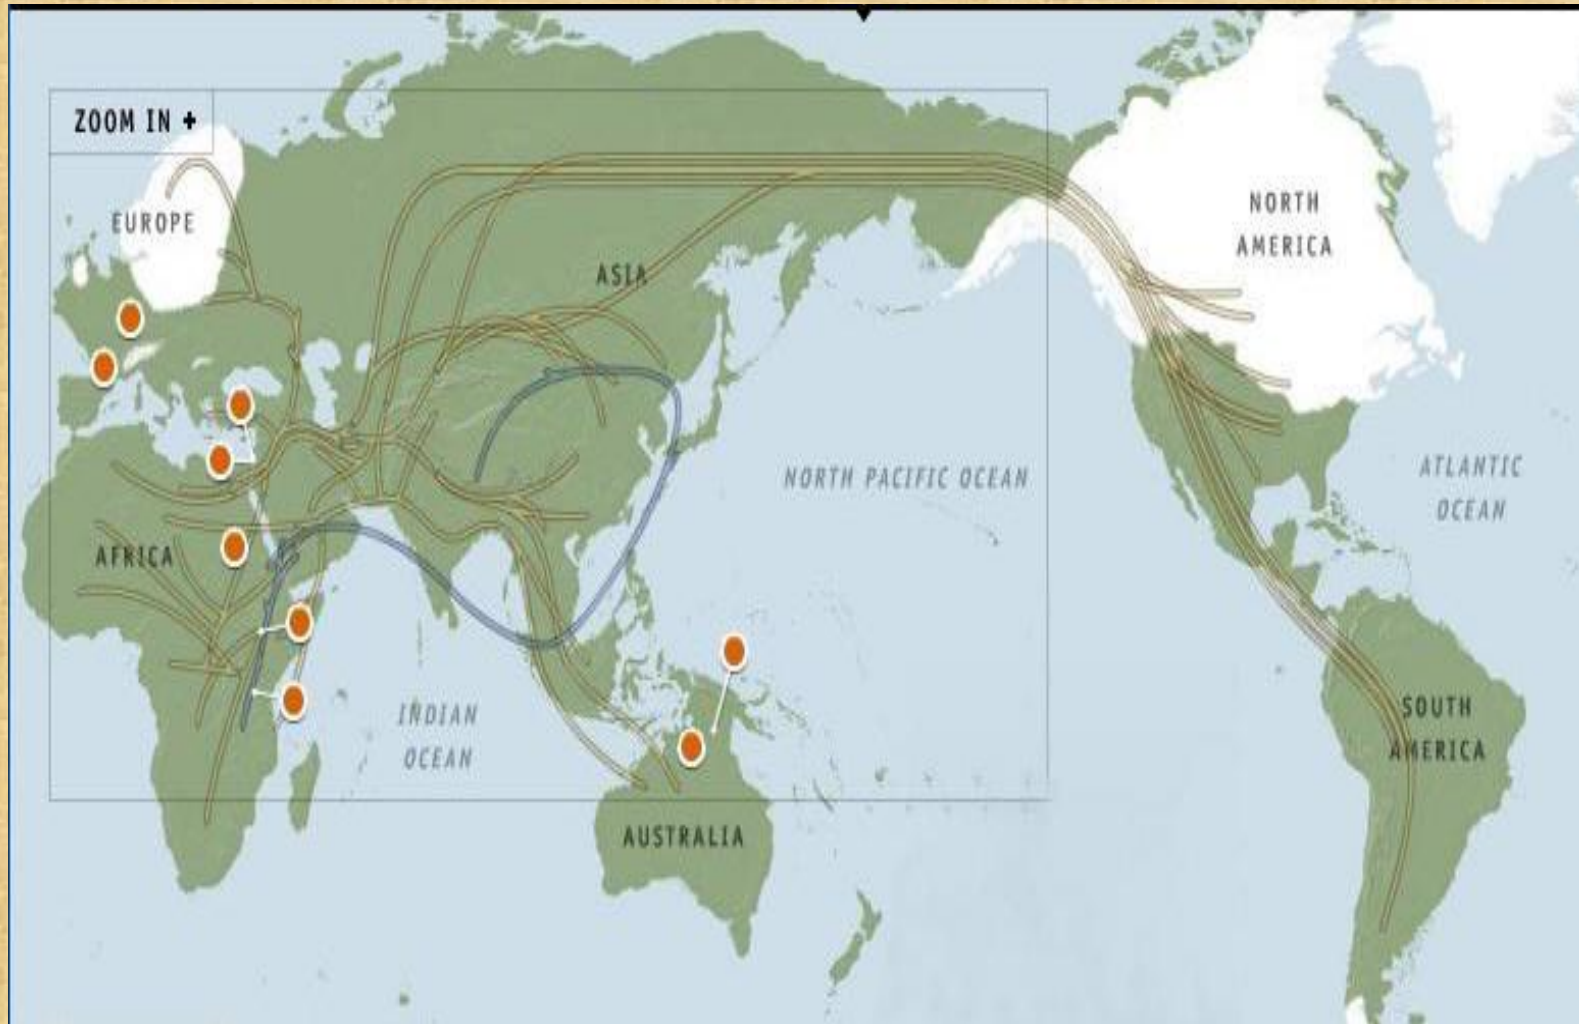 ZOOM IN +
EUROPE
ASIA
NORTH
AMERICA
NORTH PACIFIC OCEAN
ATLANTIC
OCEAN
AFRICA
INDIAN
OCEAN
SOUTH
AMERICA
AUSTRALIA